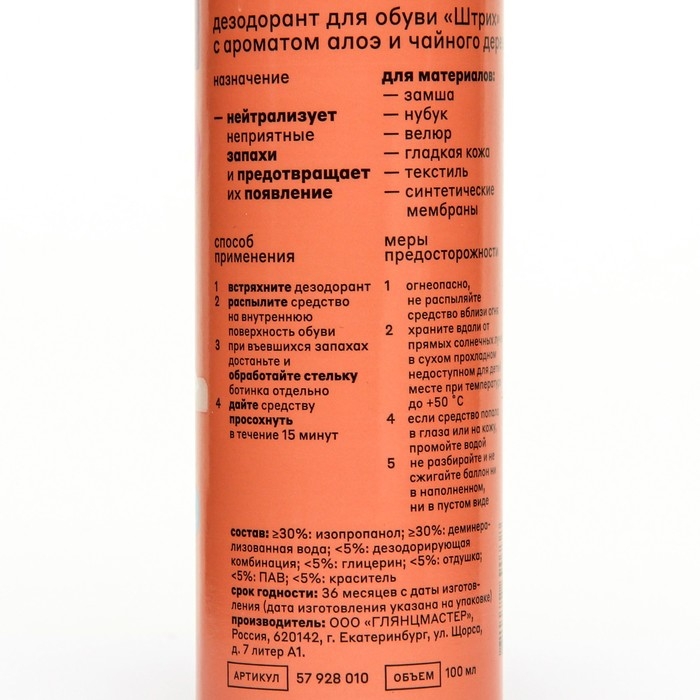 дезодорант для обуви «Штрих»
с ароматом алоэ и чайного
назначение
— нейтрализует
неприятные
запахи
и предотвращает
их появление
для материалов:
— замша
— нубук
— велюр
— гладкая кожа
— текстиль
— синтетические
мембраны
способ
применения
1 встряхните дезодорант
2 распылите средство
на внутреннюю
поверхность обуви
3 при въевшихся запахах
достаньте и
обработайте стельку
ботинка отдельно
4 дайте средству
просохнуть
в течение 15 минут
меры
предосторожности
1 огнеопасно,
не распыляйте
средство вблизи огня
2 храните вдали от
прямых солнечных
в сухом прохладном
недоступном для детей
месте при температуре
до +50 °С
4 если средство попало
в глаза или на кожу,
промойте водой
5 не разбирайте и не
сжигайте баллон ни
в наполненном,
ни в пустом виде
состав: ≥30%: изопропанол; ≥30%: деминера-
лизованная вода; <5%: дезодорирующая
комбинация; <5%: глицерин; <5%: отдушка;
<5%: ПАВ; <5%: краситель
срок годности: 36 месяцев с даты изготов-
ления (дата изготовления указана на упаковке)
производитель: ООО «ГЛЯНЦМАСТЕР»,
Россия, 620142, г. Екатеринбург, ул. Щорса,
д. 7 литер А1.
АРТИКУЛ 57 928 010 ОБЪЕМ 100 мл